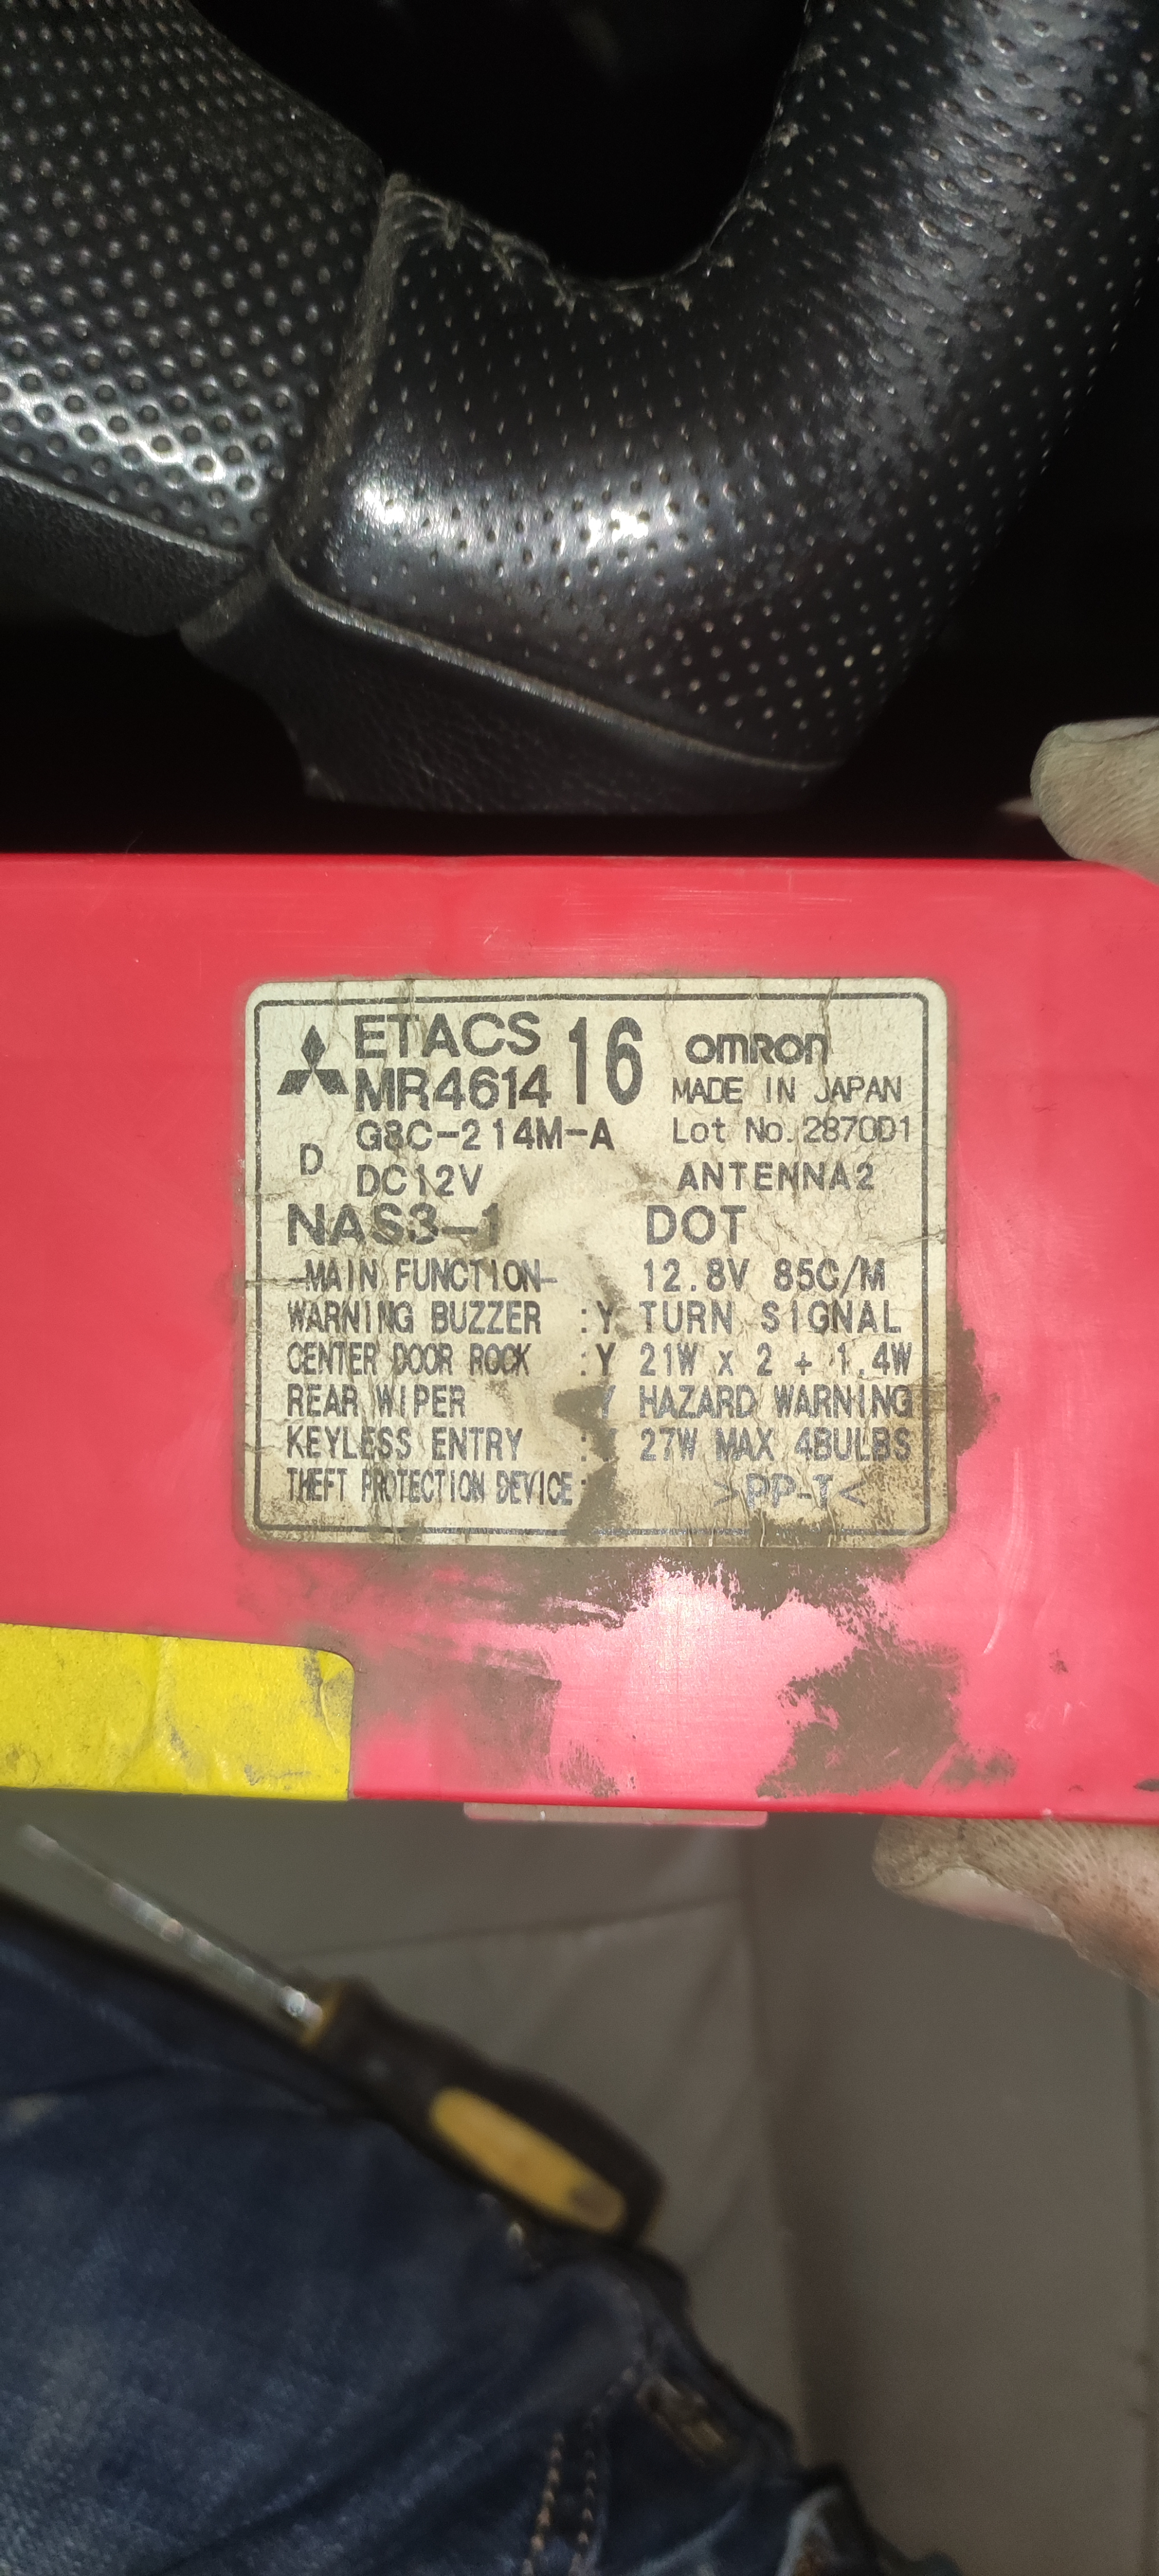 ETACS 16
MR4614
omron
MADE IN JAPAN
G8C-214M-A
Lot No. 2870D1
D
DC12V
ANTENNA2
NAS3-1
DOT
-MAIN FUNCTION-
12.8V 85C/M
WARNING BUZZER :Y
TURN SIGNAL
CENTER DOOR ROCK :Y
21W x 2 + 1.4W
REAR WIPER Y
HAZARD WARNING
KEYLESS ENTRY :
27W MAX 4BULBS
THEFT PROTECTION DEVICE:
>PP-T<